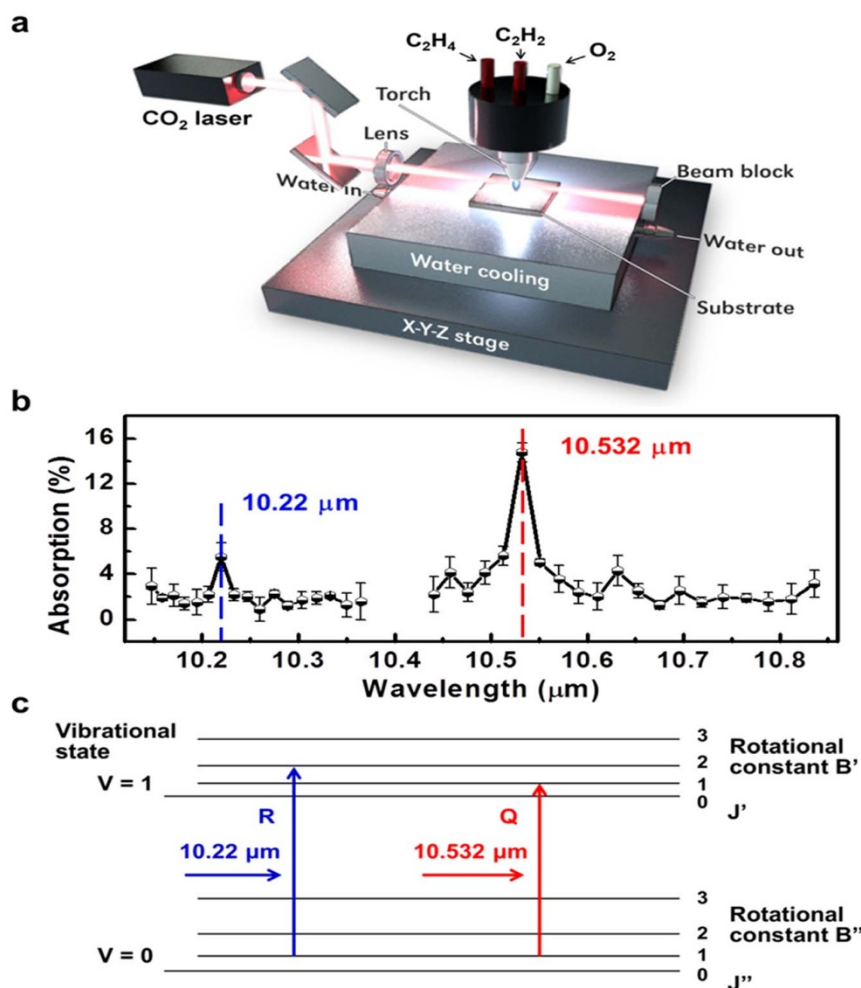 a
C₂H₄
C₂H₂
O₂
CO₂ laser
Torch
Lens
Water in
Beam block
Water out
Water cooling
Substrate
X-Y-Z stage
b
Absorption (%)
16
12
8
4
0
10.22 μm
10.532 μm
10.2 10.3 10.4 10.5 10.6 10.7 10.8
Wavelength (μm)
c
Vibrational
state
V = 1
3
2
1
0
Rotational
constant B'
J'
R
Q
10.22 μm
10.532 μm
V = 0
3
2
1
0
Rotational
constant B''
J''